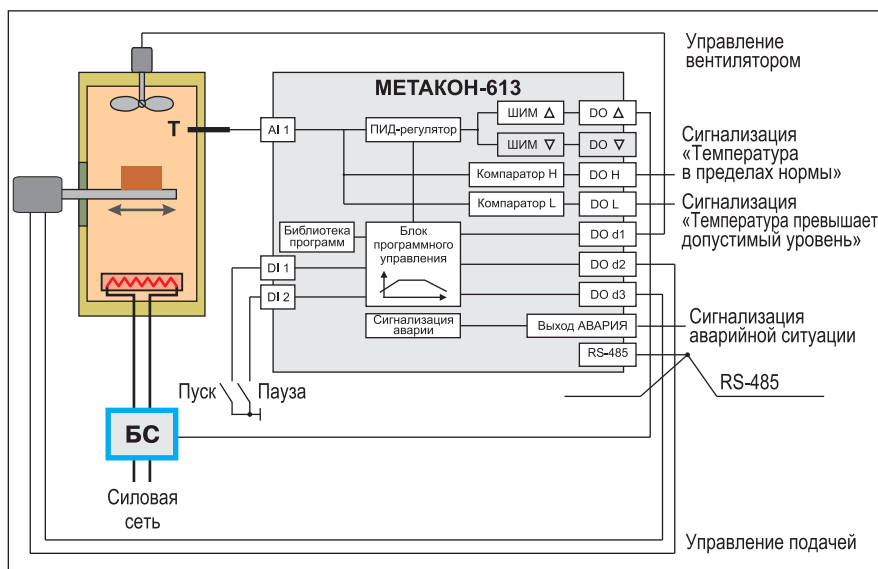 Управление
вентилятором
МЕТАКОН-613
T
AI 1
ПИД-регулятор
ШИМ Δ
DO Δ
ШИМ ∇
DO ∇
Сигнализация
«Температура
в пределах нормы»
Компаратор H
DO H
Компаратор L
DO L
Сигнализация
«Температура превышает
допустимый уровень»
Библиотека
программ
Блок
программного
управления
DO d1
DI 1
DO d2
DI 2
DO d3
Сигнализация
аварии
Выход АВАРИЯ
Сигнализация
аварийной ситуации
RS-485
RS-485
Пуск
Пауза
БС
Силовая
сеть
Управление подачей